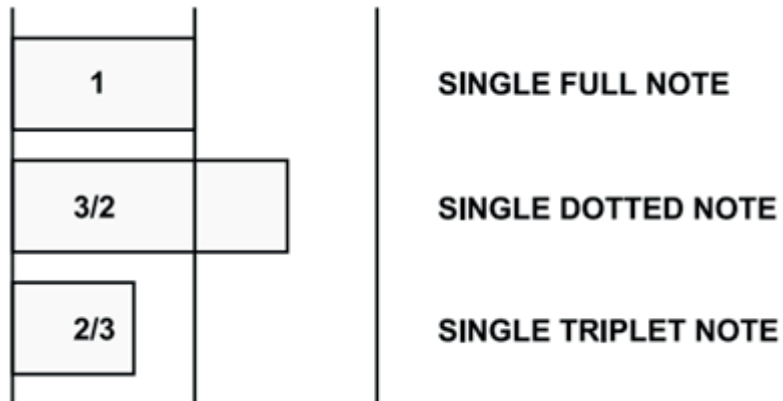 1 SINGLE FULL NOTE
3/2 SINGLE DOTTED NOTE
2/3 SINGLE TRIPLET NOTE